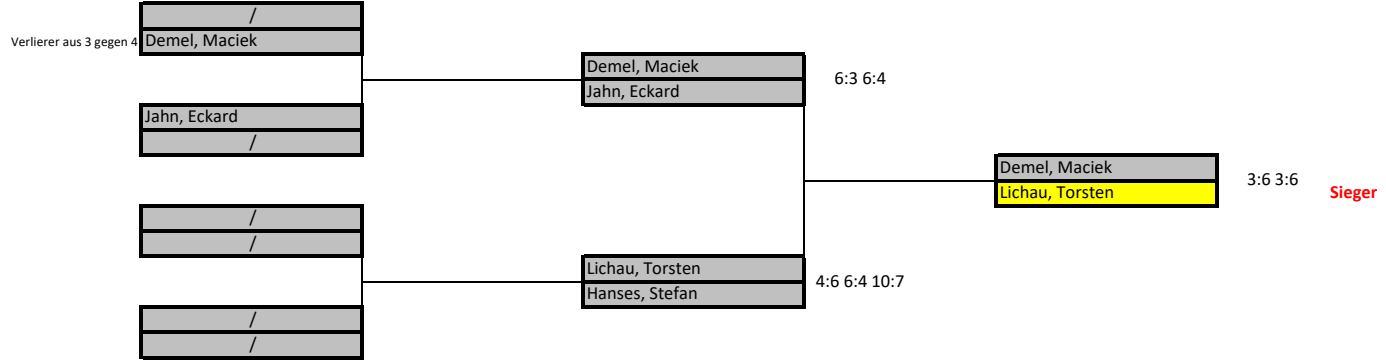 /
Verlierer aus 3 gegen 4 Demel, Maciek
Demel, Maciek
6:3 6:4
Jahn, Eckard
Jahn, Eckard
/
Demel, Maciek
3:6 3:6
Lichau, Torsten
Sieger
/
/
Lichau, Torsten
4:6 6:4 10:7
Hanses, Stefan
/
/